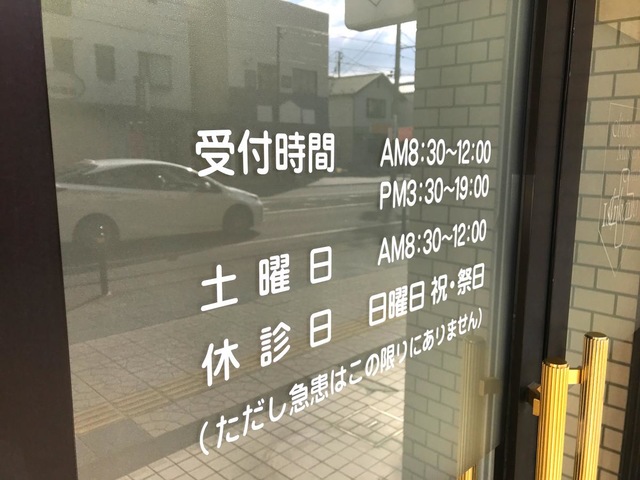 受付時間 AM8:30~12:00
PM3:30~19:00
土曜日 AM8:30~12:00
休診日 日曜日 祝・祭日
(ただし急患はこの限りにありません)